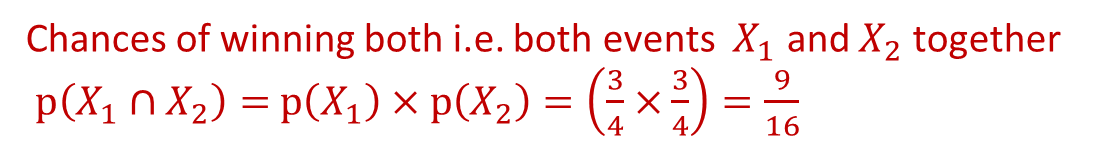 Chances of winning both i.e. both events X₁ and X₂ together
p(X₁ ∩ X₂) = p(X₁) × p(X₂) = (3/4 × 3/4) = 9/16